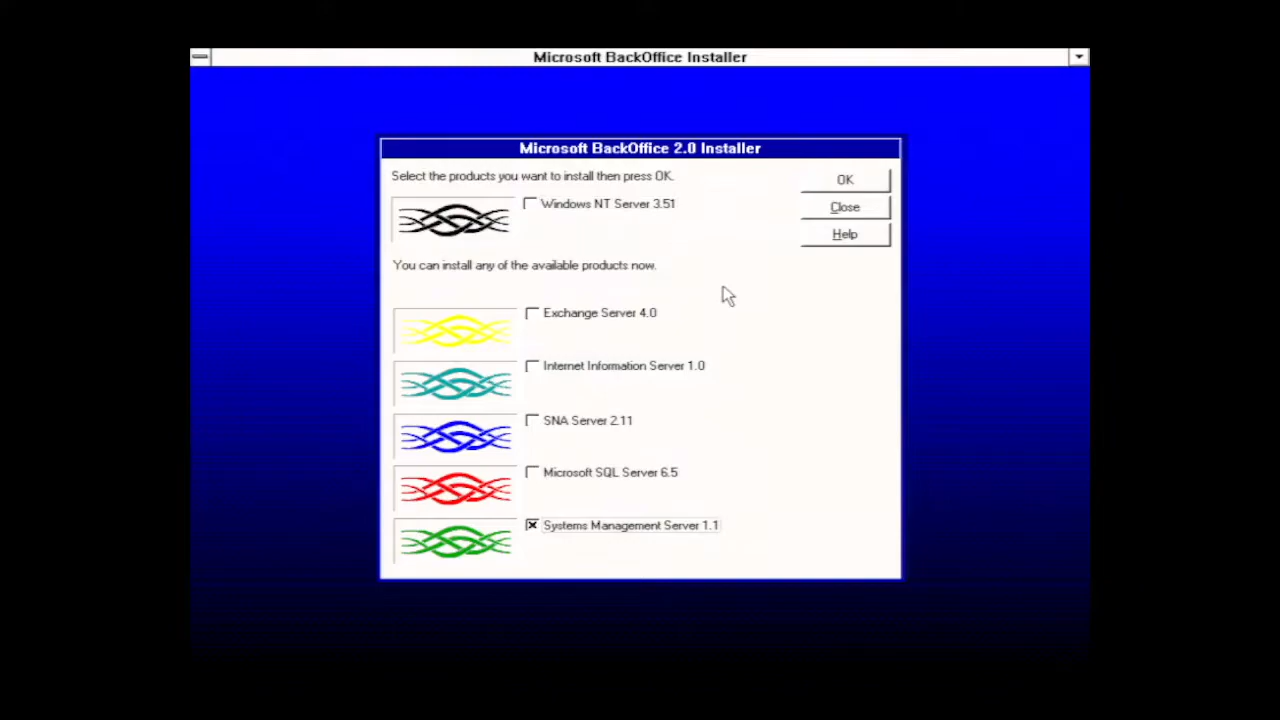 Microsoft BackOffice Installer
Microsoft BackOffice 2.0 Installer
Select the products you want to install then press OK.
OK
Windows NT Server 3.51
Close
Help
You can install any of the available products now.
Exchange Server 4.0
Internet Information Server 1.0
SNA Server 2.11
Microsoft SQL Server 6.5
Systems Management Server 1.1